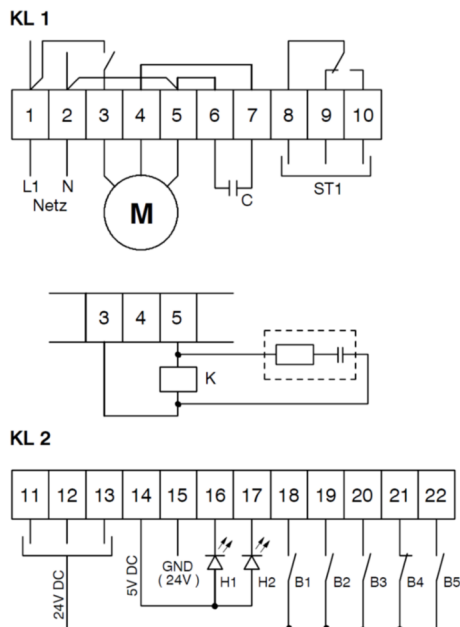 KL 1
1 2 3 4 5 6 7 8 9 10
L1 N
Netz
M
C
ST1
3 4 5
K
KL 2
11 12 13 14 15 16 17 18 19 20 21 22
24V DC
5V DC
GND
( 24V )
H1 H2 B1 B2 B3 B4 B5